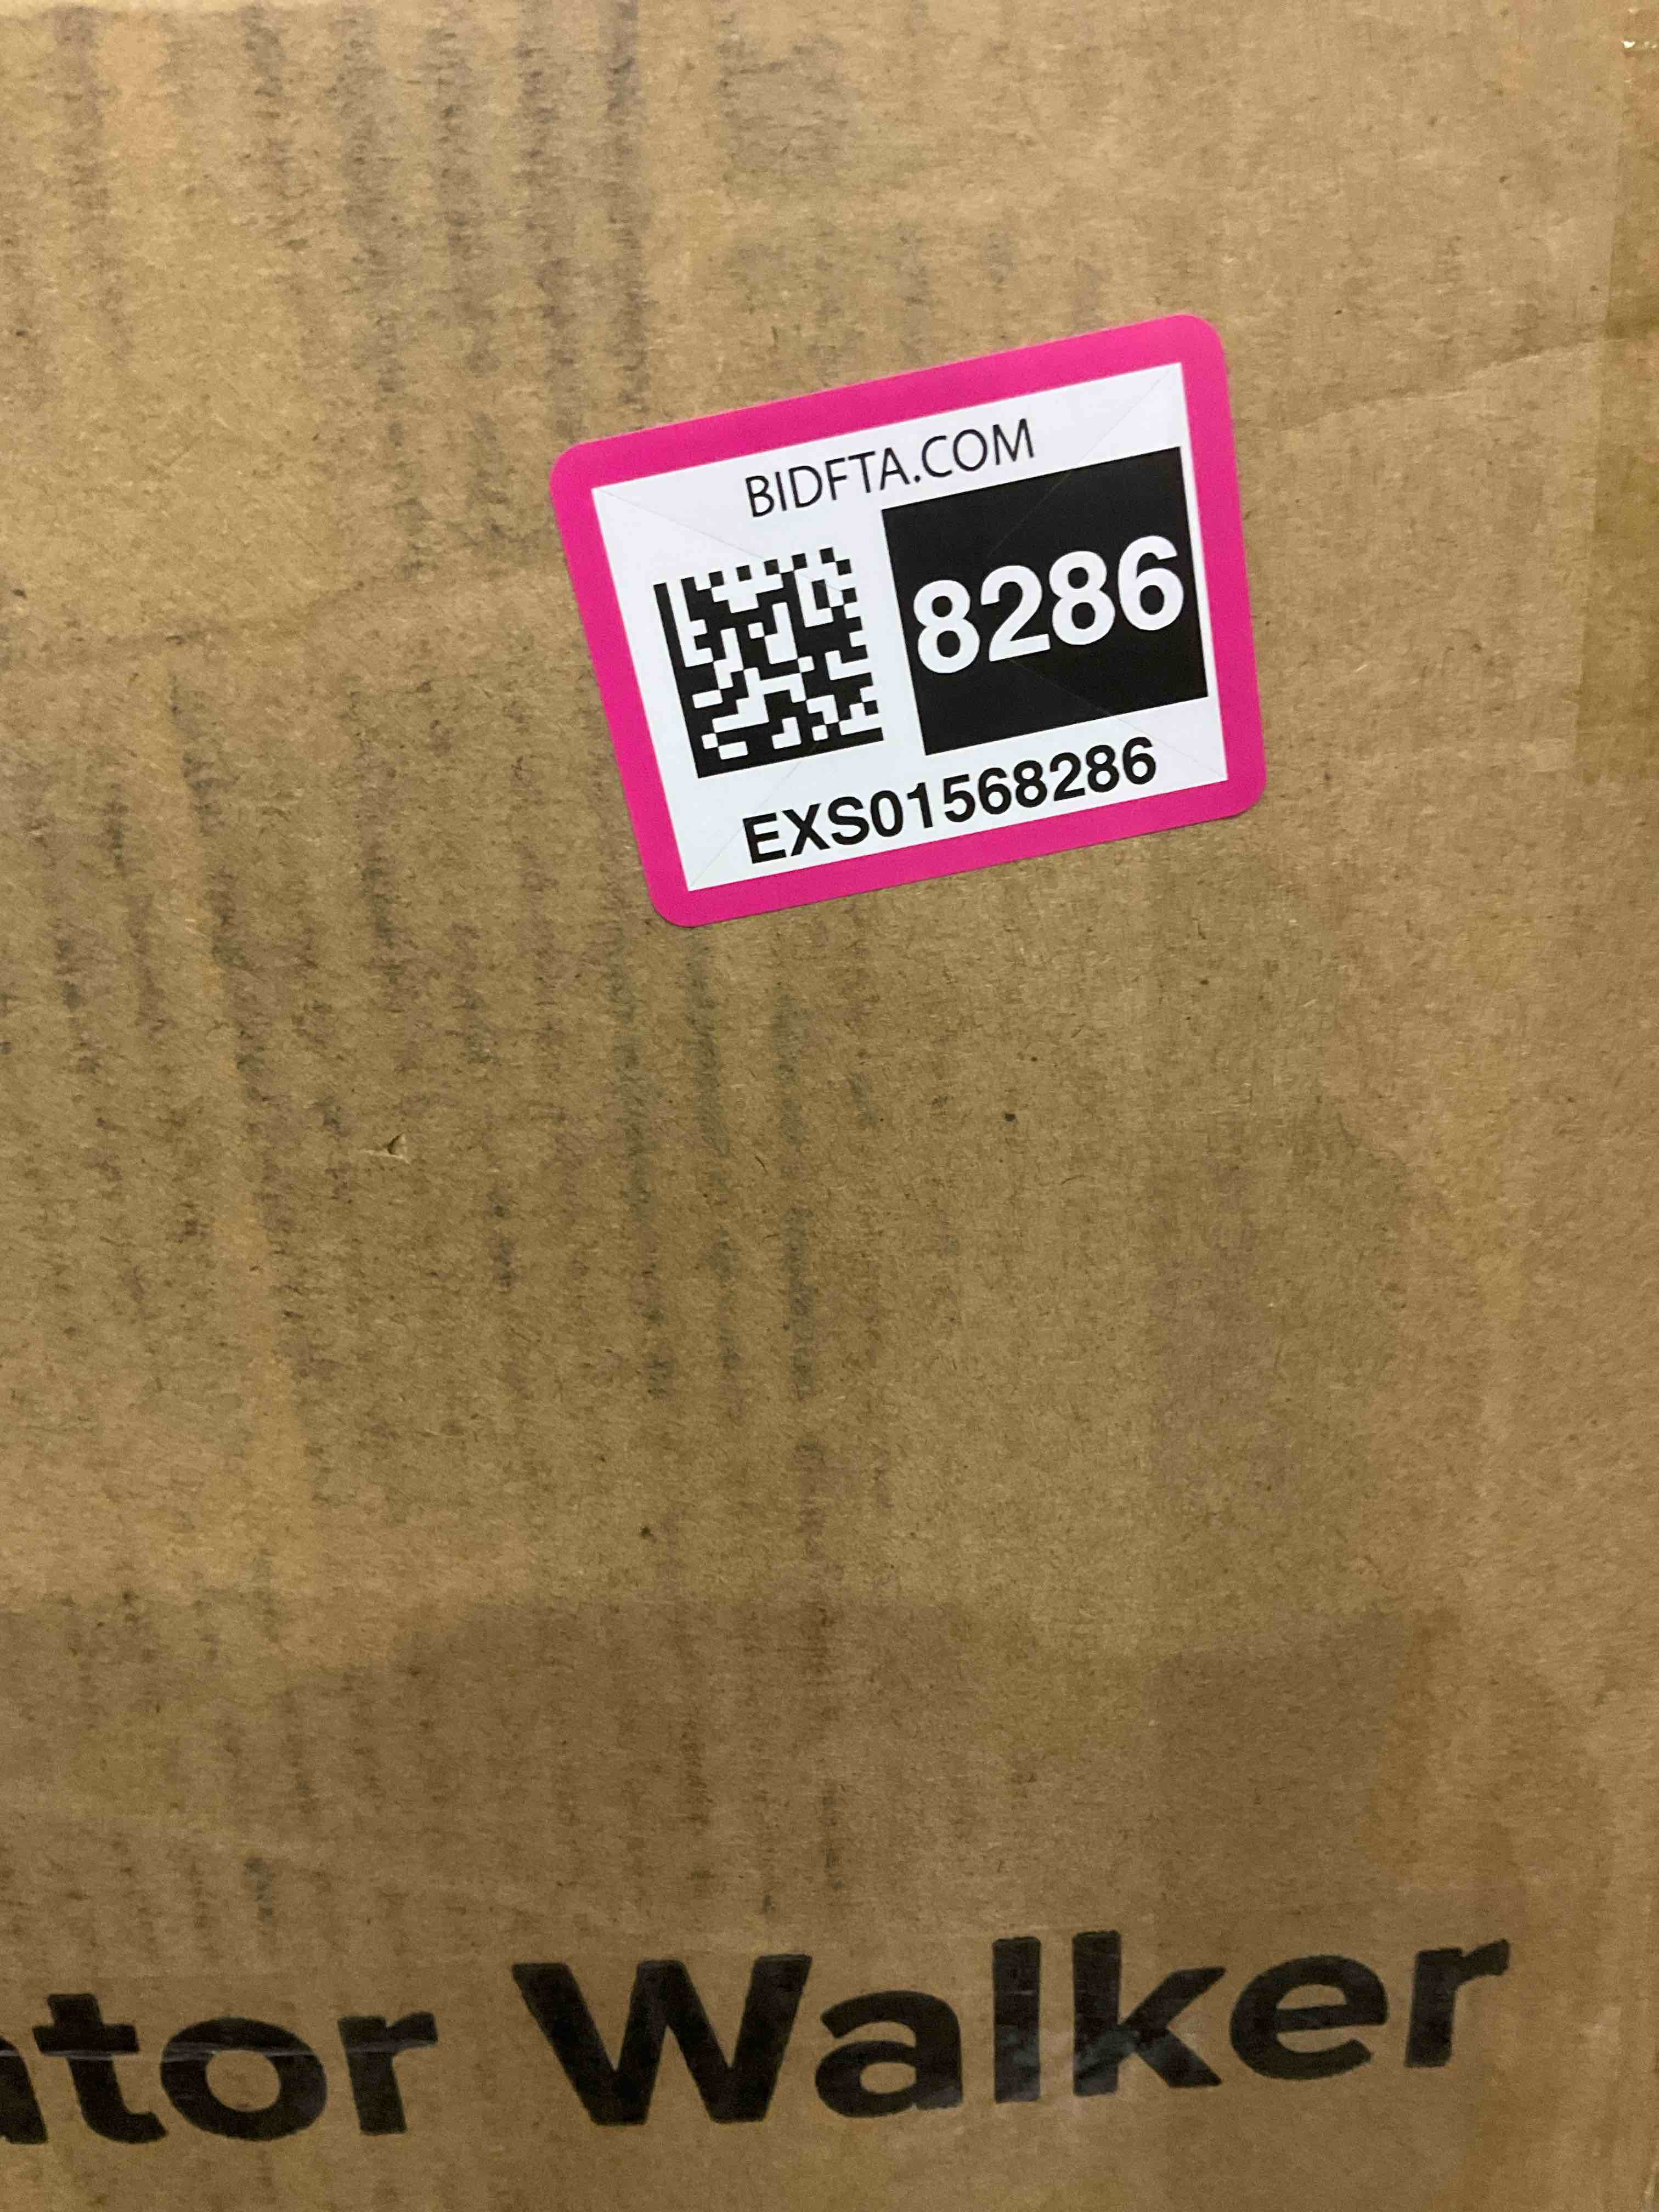 BIDFTA.COM
8286
EXS01568286
ator Walker